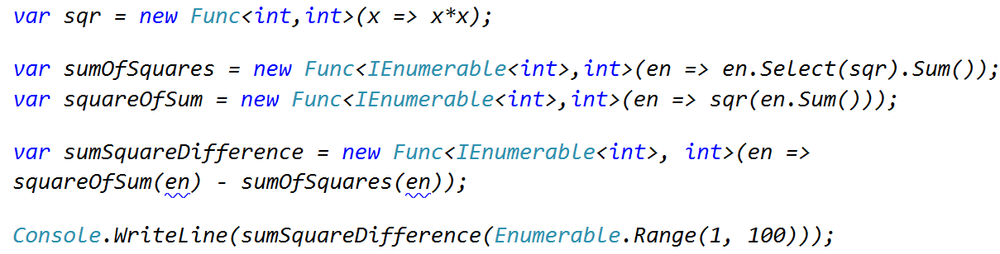 var sqr = new Func<int,int>(x => x*x);
var sumOfSquares = new Func<IEnumerable<int>,int>(en => en.Select(sqr).Sum());
var squareOfSum = new Func<IEnumerable<int>,int>(en => sqr(en.Sum()));
var sumSquareDifference = new Func<IEnumerable<int>, int>(en =>
squareOfSum(en) - sumOfSquares(en));
Console.WriteLine(sumSquareDifference(Enumerable.Range(1, 100)));